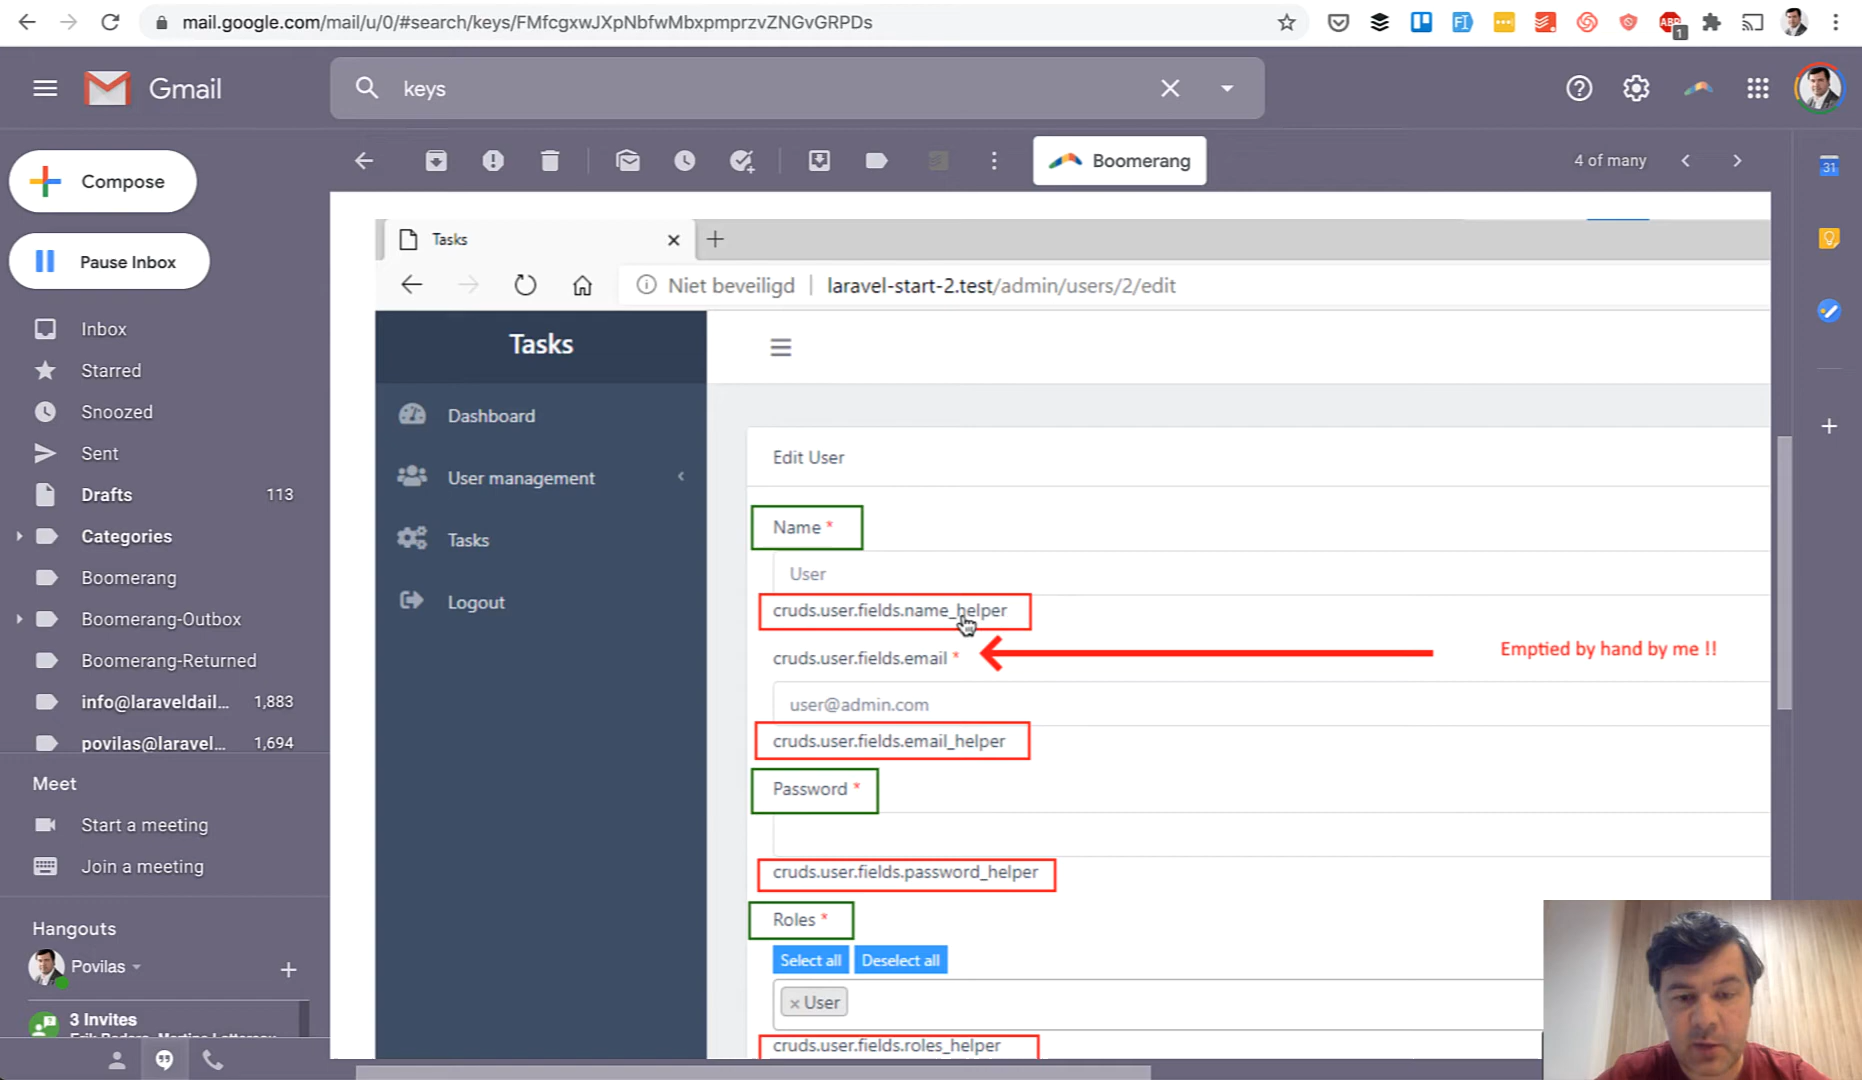 mail.google.com/mail/u/0/#search/keys/FMfcgxwJXpNbfwMbxpmprzvZNGvGRPDs
Gmail
keys
Compose
Boomerang
4 of many
Pause Inbox
Inbox
Starred
Snoozed
Sent
Drafts 113
Categories
Boomerang
Boomerang-Outbox
Boomerang-Returned
info@laraveldail... 1,883
povilas@laravel... 1,694
Meet
Start a meeting
Join a meeting
Hangouts
Povilas
3 Invites
Tasks
Niet beveiligd laravel-start-2.test/admin/users/2/edit
Tasks
Dashboard
User management
Tasks
Logout
Edit User
Name *
User
cruds.user.fields.name_helper
cruds.user.fields.email *
Emptied by hand by me !!
user@admin.com
cruds.user.fields.email_helper
Password *
cruds.user.fields.password_helper
Roles *
Select all Deselect all
× User
cruds.user.fields.roles_helper
ABP
1
31